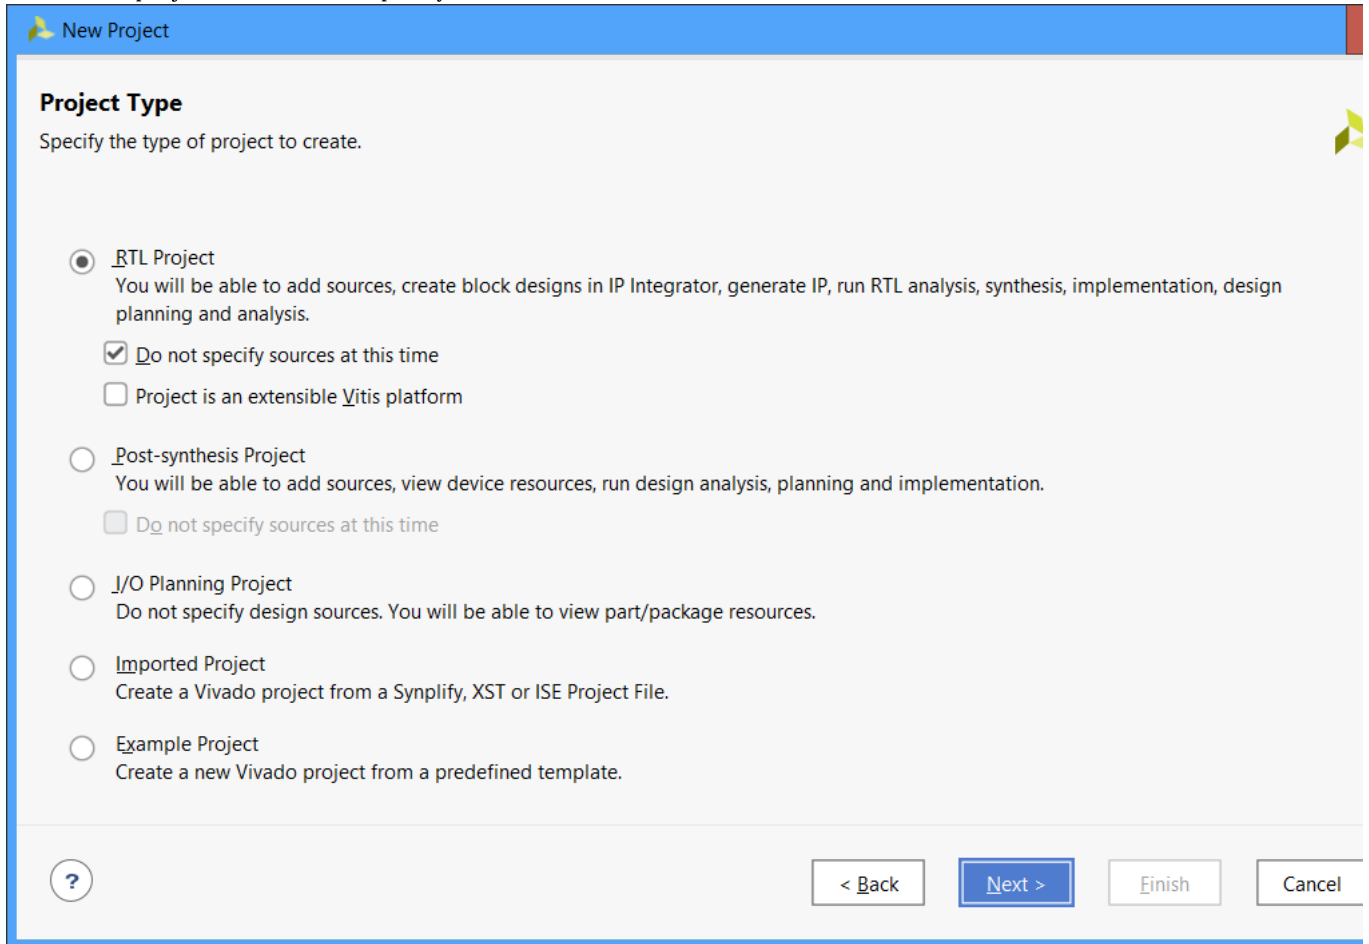 New Project
Project Type
Specify the type of project to create.
RTL Project
You will be able to add sources, create block designs in IP Integrator, generate IP, run RTL analysis, synthesis, implementation, design
planning and analysis.
Do not specify sources at this time
Project is an extensible Vitis platform
Post-synthesis Project
You will be able to add sources, view device resources, run design analysis, planning and implementation.
Do not specify sources at this time
I/O Planning Project
Do not specify design sources. You will be able to view part/package resources.
Imported Project
Create a Vivado project from a Synplify, XST or ISE Project File.
Example Project
Create a new Vivado project from a predefined template.
?
< Back
Next >
Finish
Cancel